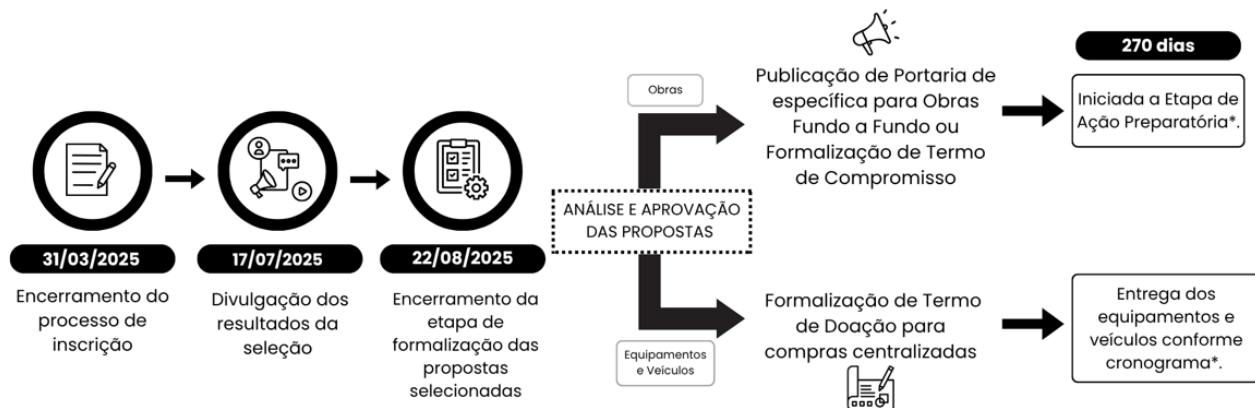 31/03/2025
Encerramento do
processo de
inscrição
17/07/2025
Divulgação dos
resultados da
seleção
22/08/2025
Encerramento da
etapa de
formalização das
propostas
selecionadas
ANÁLISE E APROVAÇÃO
DAS PROPOSTAS
Obras
Publicação de Portaria de
específica para Obras
Fundo a Fundo ou
Formalização de Termo
de Compromisso
270 dias
Iniciada a Etapa de
Ação Preparatória*.
Equipamentos
e Veículos
Formalização de Termo
de Doação para
compras centralizadas
Entrega dos
equipamentos e
veículos conforme
cronograma*.